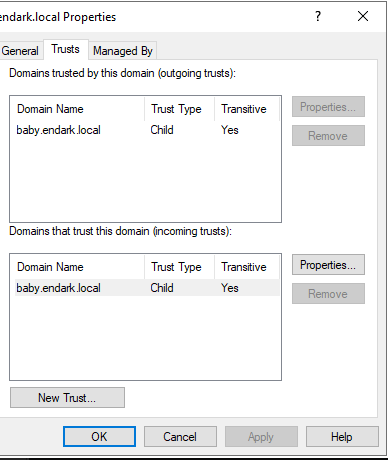 endark.local Properties
? ×
General Trusts Managed By
Domains trusted by this domain (outgoing trusts):
Domain Name Trust Type Transitive
baby.endark.local Child Yes
Properties...
Remove
Domains that trust this domain (incoming trusts):
Domain Name Trust Type Transitive
baby.endark.local Child Yes
Properties...
Remove
New Trust...
OK Cancel Apply Help